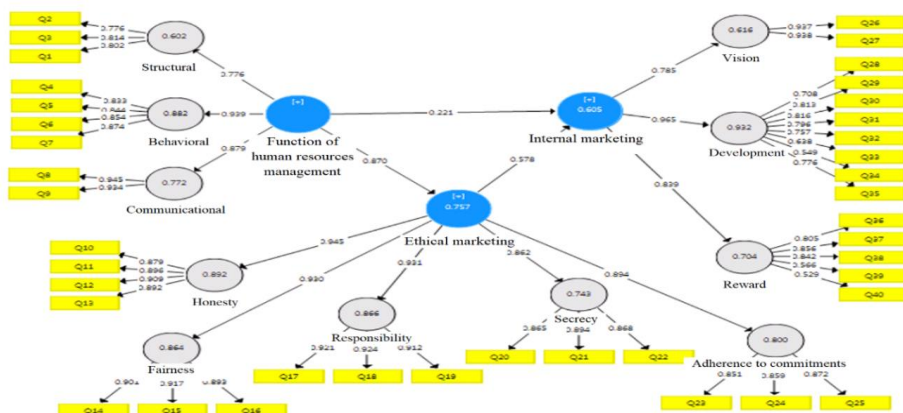 Q2
Q3
Q1
0.776
0.814
0.802
0.602
Structural
Q4
Q5
Q6
Q7
0.833
0.854
0.874
0.882
Behavioral
Q8
Q9
0.945
0.934
0.772
Communicational
0.776
0.939
0.879
[+]
Function of
human resources
management
0.221
0.870
0.578
[+]
0.605
Internal marketing
0.785
0.965
0.839
0.616
Vision
0.937
0.938
Q26
Q27
0.932
Development
0.708
0.813
0.816
0.796
0.757
0.638
0.549
0.776
Q28
Q29
Q30
Q31
Q32
Q33
Q34
Q35
0.704
Reward
0.805
0.856
0.842
0.566
0.529
Q36
Q37
Q38
Q39
Q40
[+]
0.757
Ethical marketing
0.945
0.930
0.931
0.862
0.894
Q10
Q11
Q12
Q13
0.879
0.896
0.909
0.892
0.892
Honesty
0.864
Fairness
0.917
0.893
Q14
Q15
Q16
0.866
Responsibility
0.921
0.924
0.912
Q17
Q18
Q19
0.743
Secrecy
0.865
0.894
0.868
Q20
Q21
Q22
0.800
Adherence to commitments
0.851
0.859
0.872
Q23
Q24
Q25